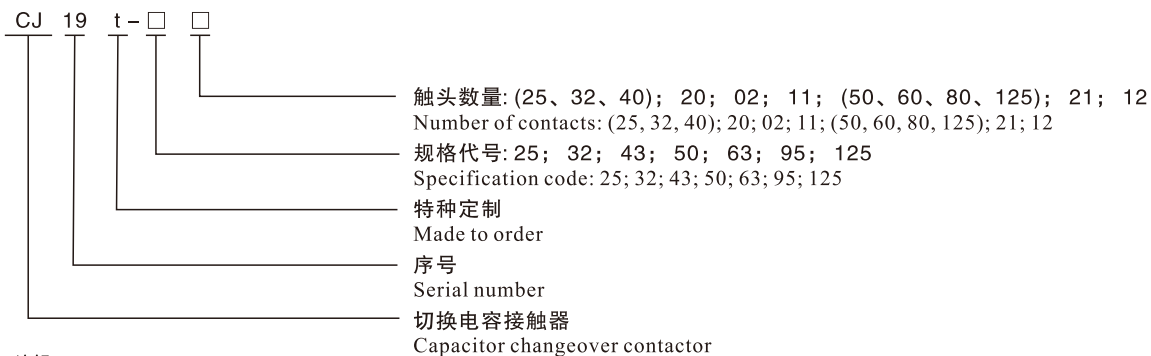 CJ 19 t-□ □
触头数量: (25、32、40); 20; 02; 11; (50、60、80、125); 21; 12
Number of contacts: (25, 32, 40); 20; 02; 11; (50, 60, 80, 125); 21; 12
规格代号: 25; 32; 43; 50; 63; 95; 125
Specification code: 25; 32; 43; 50; 63; 95; 125
特种定制
Made to order
序号
Serial number
切换电容接触器
Capacitor changeover contactor